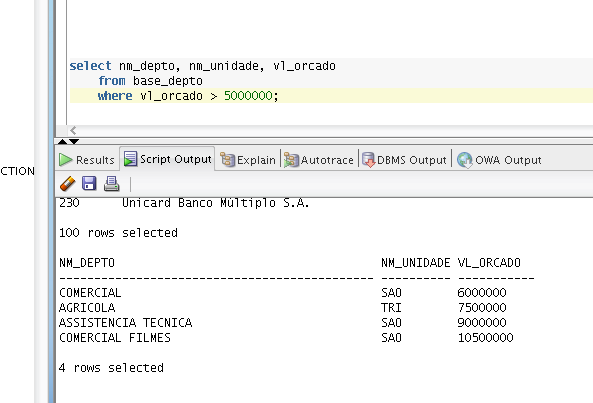 select nm_depto, nm_unidade, vl_orcado
from base_depto
where vl_orcado > 5000000;
CTION
Results Script Output Explain Autotrace DBMS Output OWA Output
230 Unicard Banco Múltiplo S.A.
100 rows selected
NM_DEPTO NM_UNIDADE VL_ORCADO
---------------------------------------- ---------- -----------
COMERCIAL SAO 6000000
AGRICOLA TRI 7500000
ASSISTENCIA TECNICA SAO 9000000
COMERCIAL FILMES SAO 10500000
4 rows selected